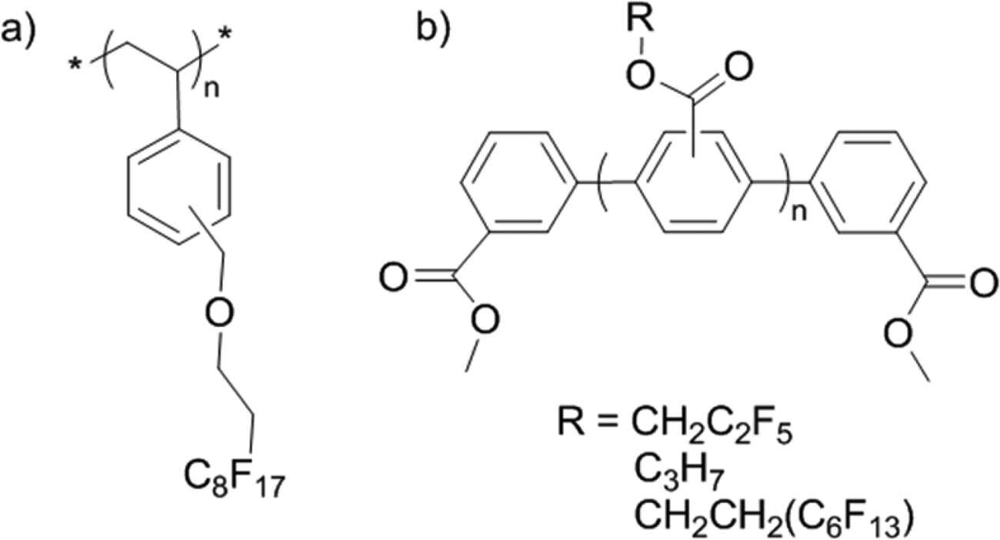 a)
*
*
n
O
C₈F₁₇
b)
R
O
O
n
O
O
O
O
R = CH₂C₂F₅
C₃H₇
CH₂CH₂(C₆F₁₃)